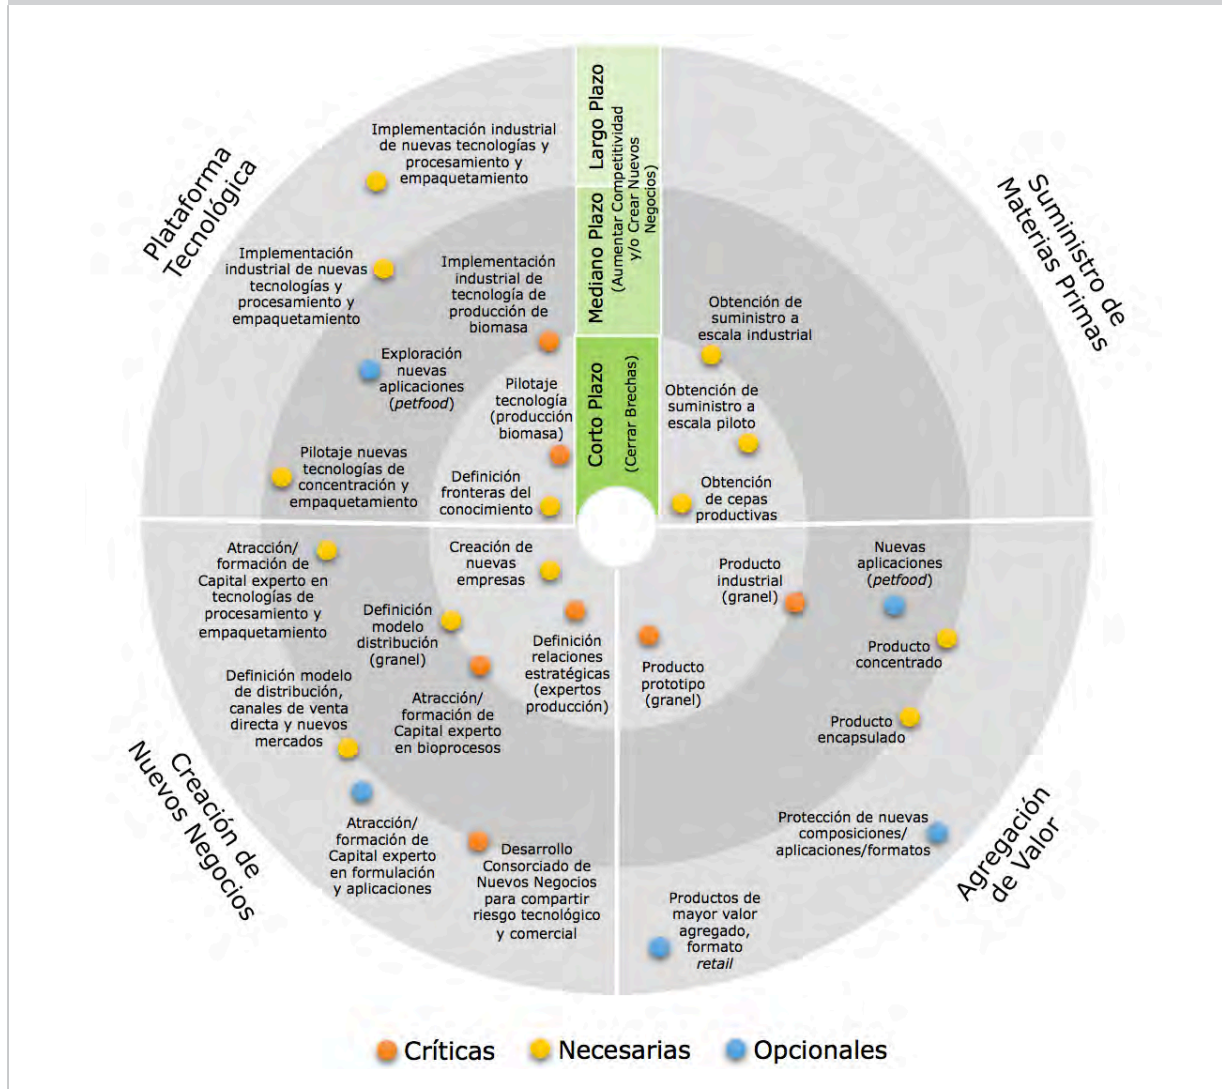 Largo Plazo
Mediano Plazo
(Aumentar Competitividad
y/o Crear Nuevos
Negocios)
Corto Plazo
(Cerrar Brechas)
Plataforma
Tecnológica
Implementación industrial
de nuevas tecnologías y
procesamiento y
empaquetamiento
Implementación
industrial de nuevas
tecnologías y
procesamiento y
empaquetamiento
Implementación
industrial de
tecnología de
producción de
biomasa
Exploración
nuevas
aplicaciones
(petfood)
Pilotaje
tecnología
(producción
biomasa)
Pilotaje nuevas
tecnologías de
concentración y
empaquetamiento
Definición
fronteras del
conocimiento
Suministro de
Materias Primas
Obtención de
suministro a
escala industrial
Obtención de
suministro a
escala piloto
Obtención
de cepas
productivas
Creación de
Nuevos Negocios
Atracción/
formación de
Capital experto en
tecnologías de
procesamiento y
empaquetamiento
Creación de
nuevas
empresas
Definición
modelo
distribución
(granel)
Definición
relaciones
estratégicas
(expertos
producción)
Definición modelo
de distribución,
canales de venta
directa y nuevos
mercados
Atracción/
formación de
Capital experto
en bioprocesos
Atracción/
formación de
Capital experto
en formulación
y aplicaciones
Desarrollo
Consorciado de
Nuevos Negocios
para compartir
riesgo tecnológico
y comercial
Agregación
de Valor
Producto
industrial
(granel)
Nuevas
aplicaciones
(petfood)
Producto
prototipo
(granel)
Producto
concentrado
Producto
encapsulado
Protección de nuevas
composiciones/
aplicaciones/formatos
Productos de
mayor valor
agregado,
formato
retail
Críticas
Necesarias
Opcionales